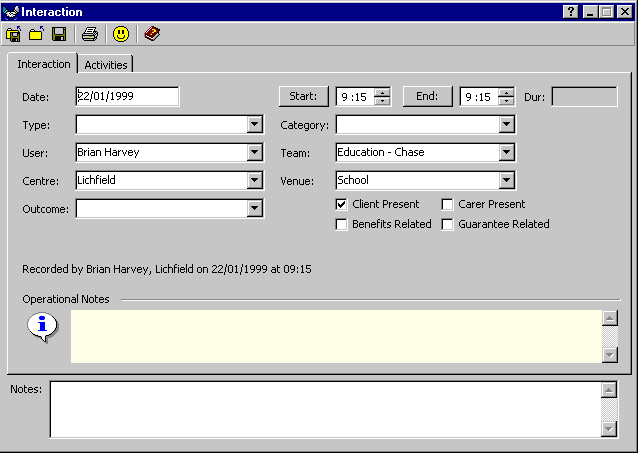 Interaction
Interaction Activities
Date: 22/01/1999 Start: 9 :15 End: 9 :15 Dur:
Type: Category:
User: Brian Harvey Team: Education - Chase
Centre: Lichfield Venue: School
Outcome: Client Present Carer Present
Benefits Related Guarantee Related
Recorded by Brian Harvey, Lichfield on 22/01/1999 at 09:15
Operational Notes
Notes: